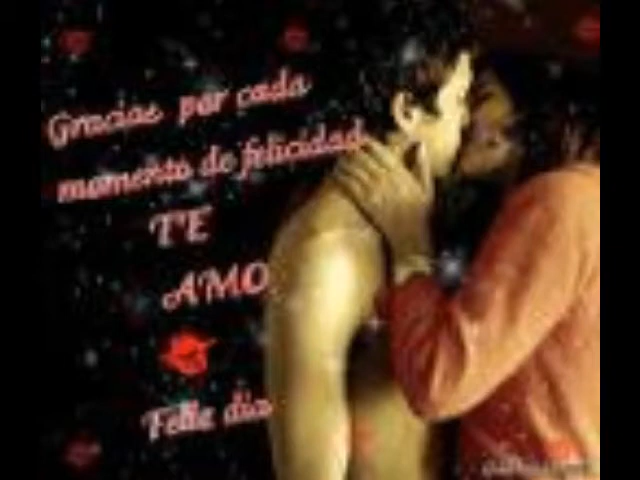 Gracias por cada
momento de felicidad
TE
AMO
Feliz dia